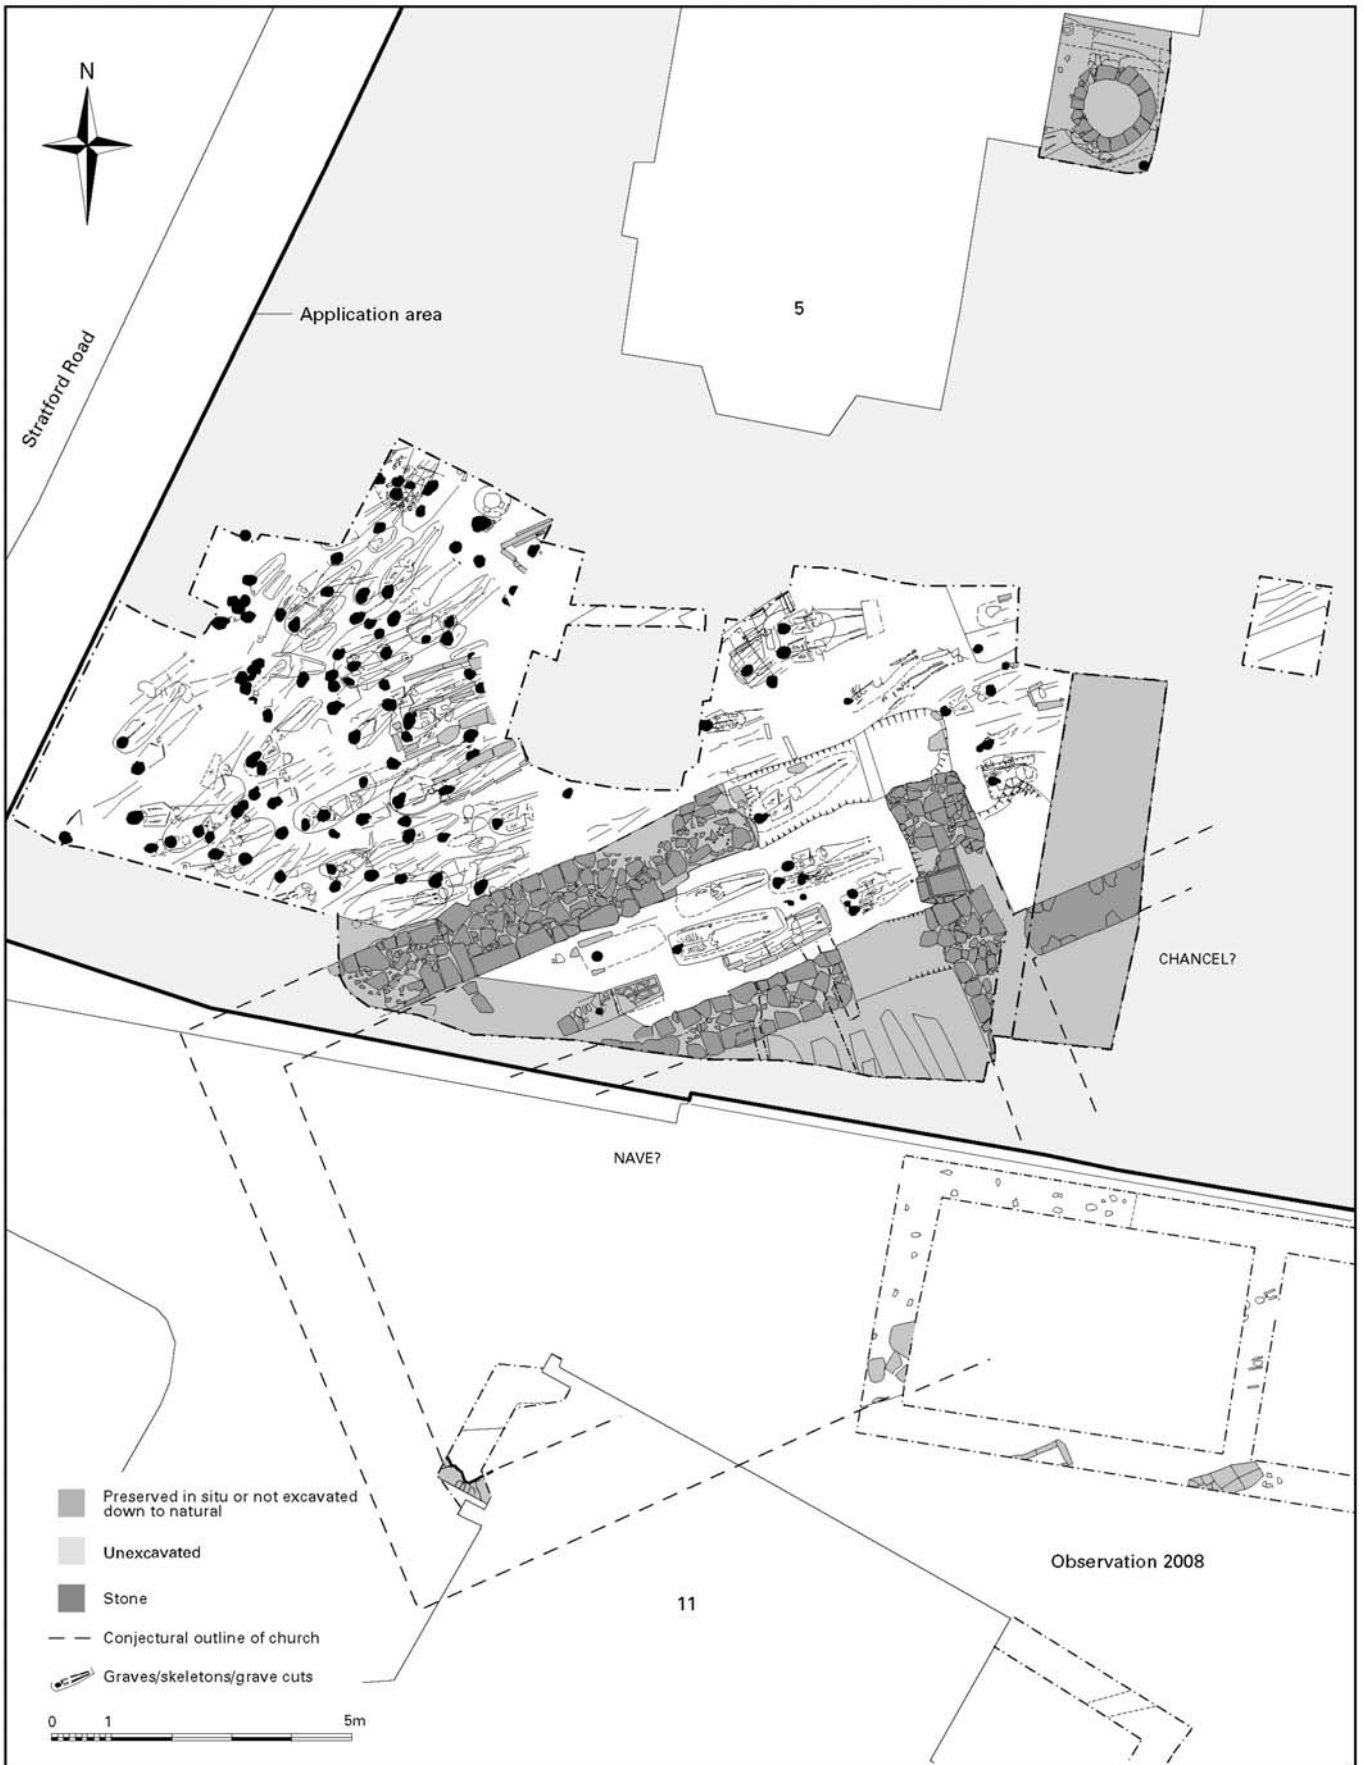 N
Stratford Road
Application area
5
CHANCEL?
NAVE?
Preserved in situ or not excavated
down to natural
Unexcavated
Stone
Conjectural outline of church
Graves/skeletons/grave cuts
0 1 5m
11
Observation 2008